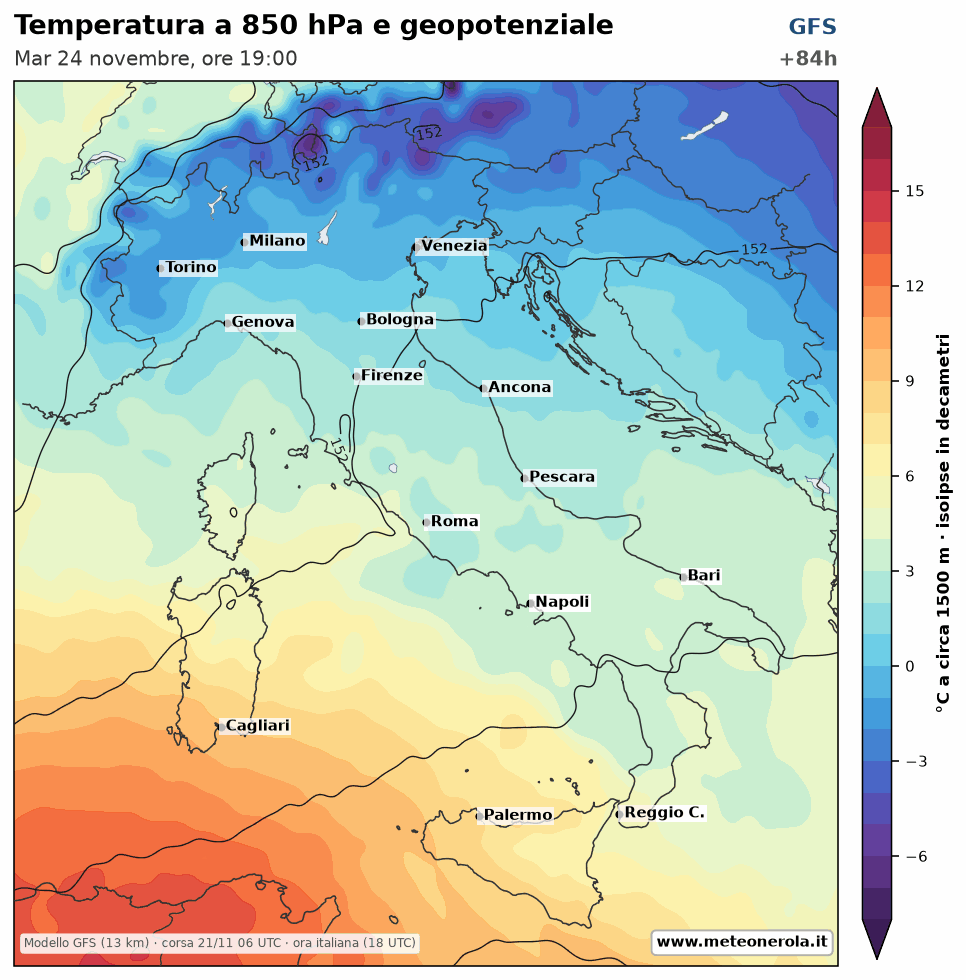 Temperatura a 850 hPa e geopotenziale
GFS
Mar 24 novembre, ore 19:00
+84h
152
152
152
Milano
Venezia
Torino
Genova
Bologna
Firenze
Ancona
152
Pescara
Roma
Bari
Napoli
Cagliari
Palermo
Reggio C.
15
12
9
6
3
0
−3
−6
°C a circa 1500 m · isoipse in decametri
Modello GFS (13 km) · corsa 21/11 06 UTC · ora italiana (18 UTC)
www.meteonerola.it